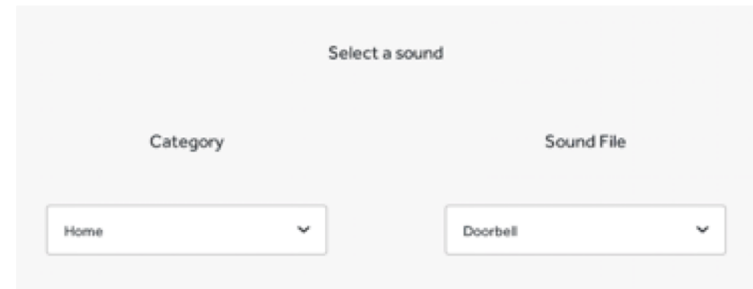 Select a sound
Category
Sound File
Home
Doorbell